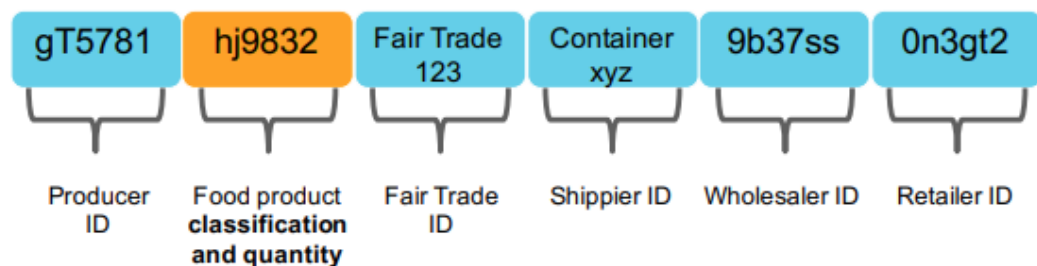 gT5781
hj9832
Fair Trade
123
Container
xyz
9b37ss
0n3gt2
Producer
ID
Food product
classification
and quantity
Fair Trade
ID
Shippier ID
Wholesaler ID
Retailer ID